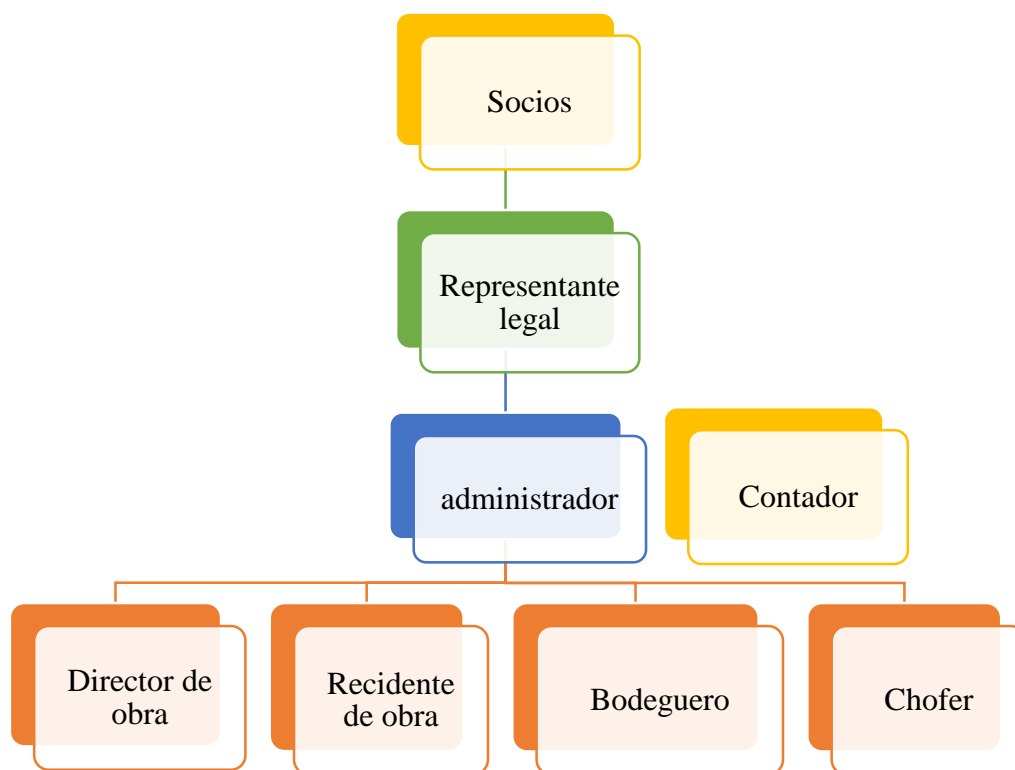 Socios
Representante
legal
administrador
Contador
Director de
obra
Recidente
de obra
Bodeguero
Chofer